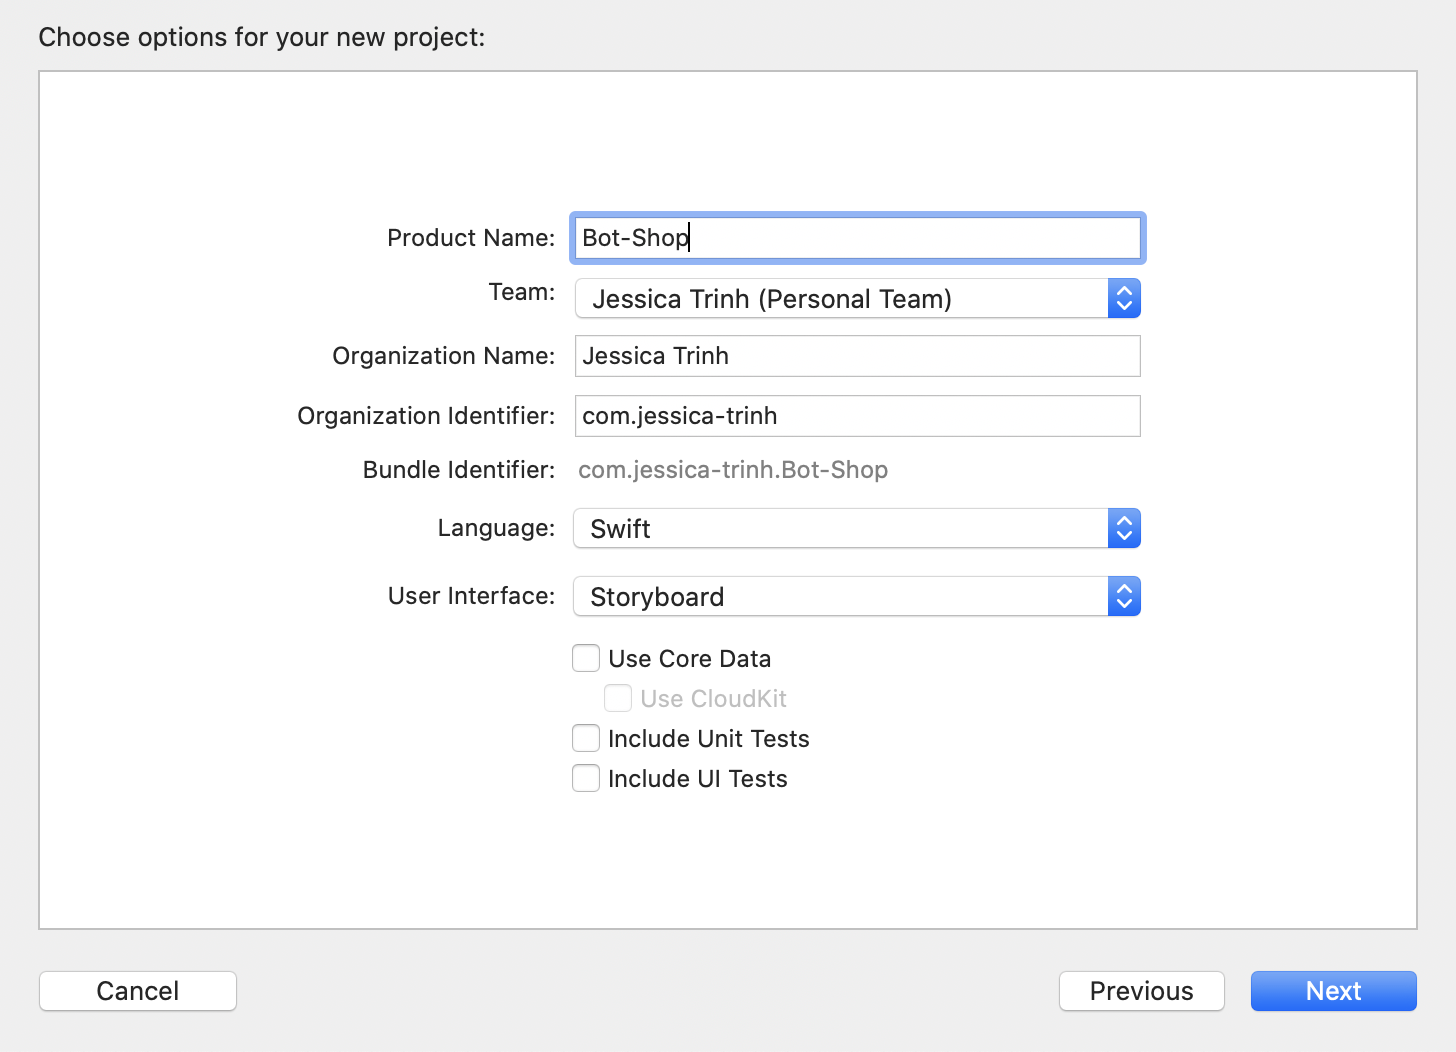 Choose options for your new project:
Product Name: Bot-Shop
Team: Jessica Trinh (Personal Team)
Organization Name: Jessica Trinh
Organization Identifier: com.jessica-trinh
Bundle Identifier: com.jessica-trinh.Bot-Shop
Language: Swift
User Interface: Storyboard
Use Core Data
Use CloudKit
Include Unit Tests
Include UI Tests
Cancel Previous Next